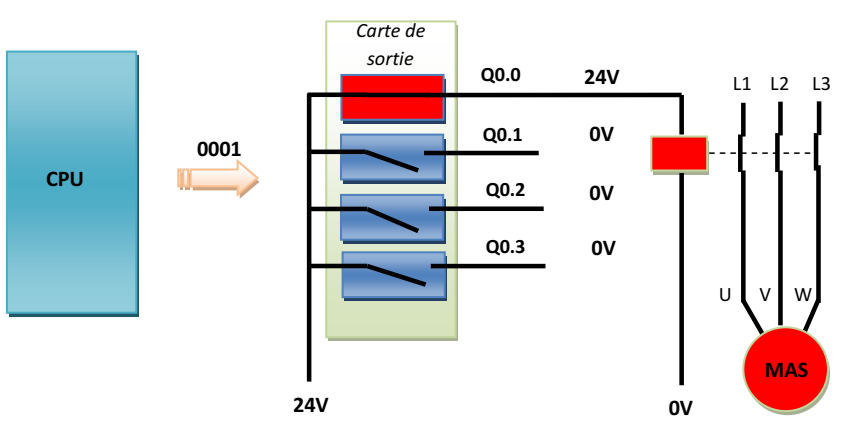 Carte de
sortie
Q0.0 24V
L1 L2 L3
0001
Q0.1 0V
CPU
Q0.2 0V
Q0.3 0V
U V W
MAS
24V
0V